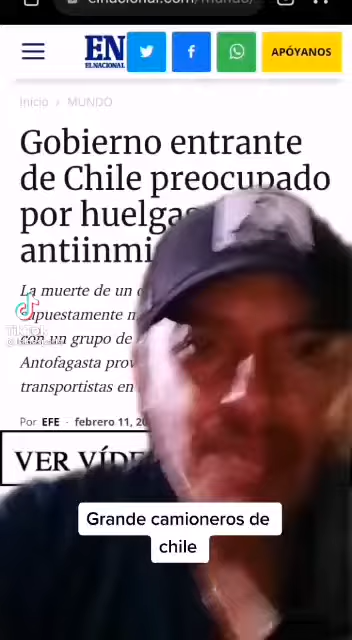 elnacional.com/mundo/
EN
EL NACIONAL
APÓYANOS
Inicio > MUNDO
Gobierno entrante
de Chile preocupado
por huelgas
antiinmi
La muerte de un
supuestamente
con un grupo de
Antofagasta prov
transportistas en
Por EFE - febrero 11, 20
VER VÍDE
TikTok
Grande camioneros de
chile